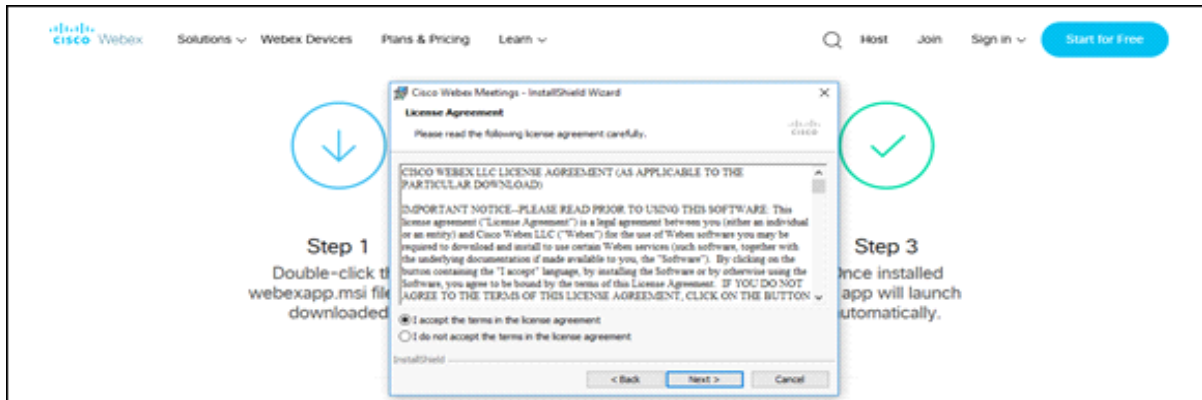 cisco Webex
Solutions
Webex Devices
Plans & Pricing
Learn
Host
Join
Sign in
Start for Free
Cisco Webex Meetings - InstallShield Wizard
License Agreement
Please read the following license agreement carefully.
cisco
CISCO WEBEX LLC LICENSE AGREEMENT (AS APPLICABLE TO THE
PARTICULAR DOWNLOAD)
IMPORTANT NOTICE--PLEASE READ PRIOR TO USING THIS SOFTWARE: This
license agreement ("License Agreement") is a legal agreement between you (either an individual
or an entity) and Cisco Webex LLC ("Webex") for the use of Webex software you may be
required to download and install to use certain Webex services (such software, together with
the underlying documentation if made available to you, the "Software"). By clicking on the
button containing the "I accept" language, by installing the Software or by otherwise using the
Software, you agree to be bound by the terms of this License Agreement. IF YOU DO NOT
AGREE TO THE TERMS OF THIS LICENSE AGREEMENT, CLICK ON THE BUTTON
I accept the terms in the license agreement
I do not accept the terms in the license agreement
InstallShield
< Back
Next >
Cancel
Step 1
Double-click
webexapp.msi
downloaded
Step 3
installed
app will launch
automatically.